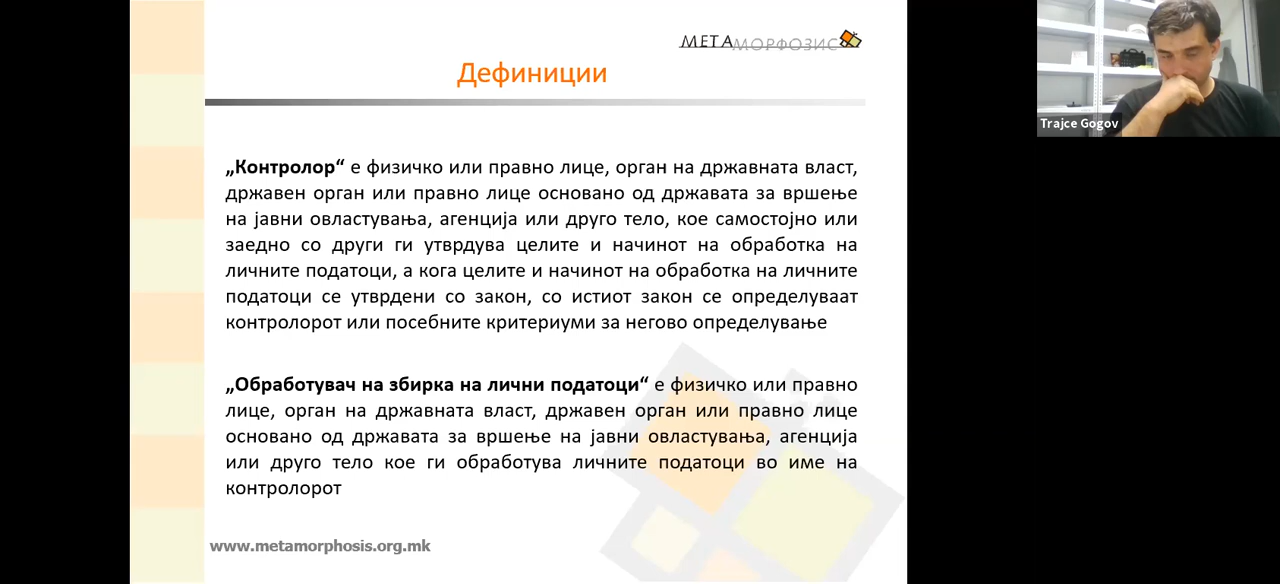 МЕТАМОРФОЗИС
Дефиниции
„Контролор“ е физичко или правно лице, орган на државната власт,
државен орган или правно лице основано од државата за вршење
на јавни овластувања, агенција или друго тело, кое самостојно или
заедно со други ги утврдува целите и начинот на обработка на
личните податоци, а кога целите и начинот на обработка на личните
податоци се утврдени со закон, со истиот закон се определуваат
контролорот или посебните критериуми за негово определување
„Обработувач на збирка на лични податоци“ е физичко или правно
лице, орган на државната власт, државен орган или правно лице
основано од државата за вршење на јавни овластувања, агенција
или друго тело кое ги обработува личните податоци во име на
контролорот
www.metamorphosis.org.mk
Trajce Gogov